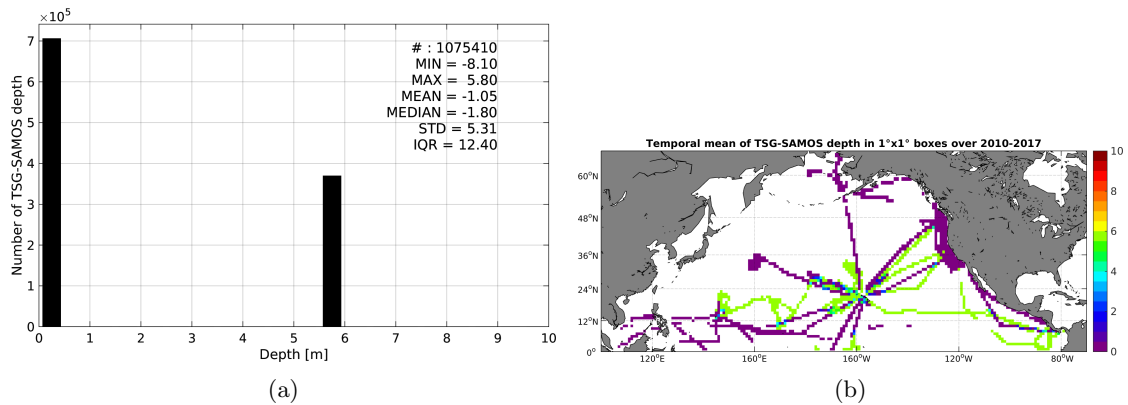 ×10⁵
7
6
5
4
3
2
1
0
Number of TSG-SAMOS depth
# : 1075410
MIN = -8.10
MAX = 5.80
MEAN = -1.05
MEDIAN = -1.80
STD = 5.31
IQR = 12.40
0 1 2 3 4 5 6 7 8 9 10
Depth [m]
(a)
Temporal mean of TSG-SAMOS depth in 1°x1° boxes over 2010-2017
60°N
48°N
36°N
24°N
12°N
0°
120°E 160°E 160°W 120°W 80°W
10
8
6
4
2
0
(b)